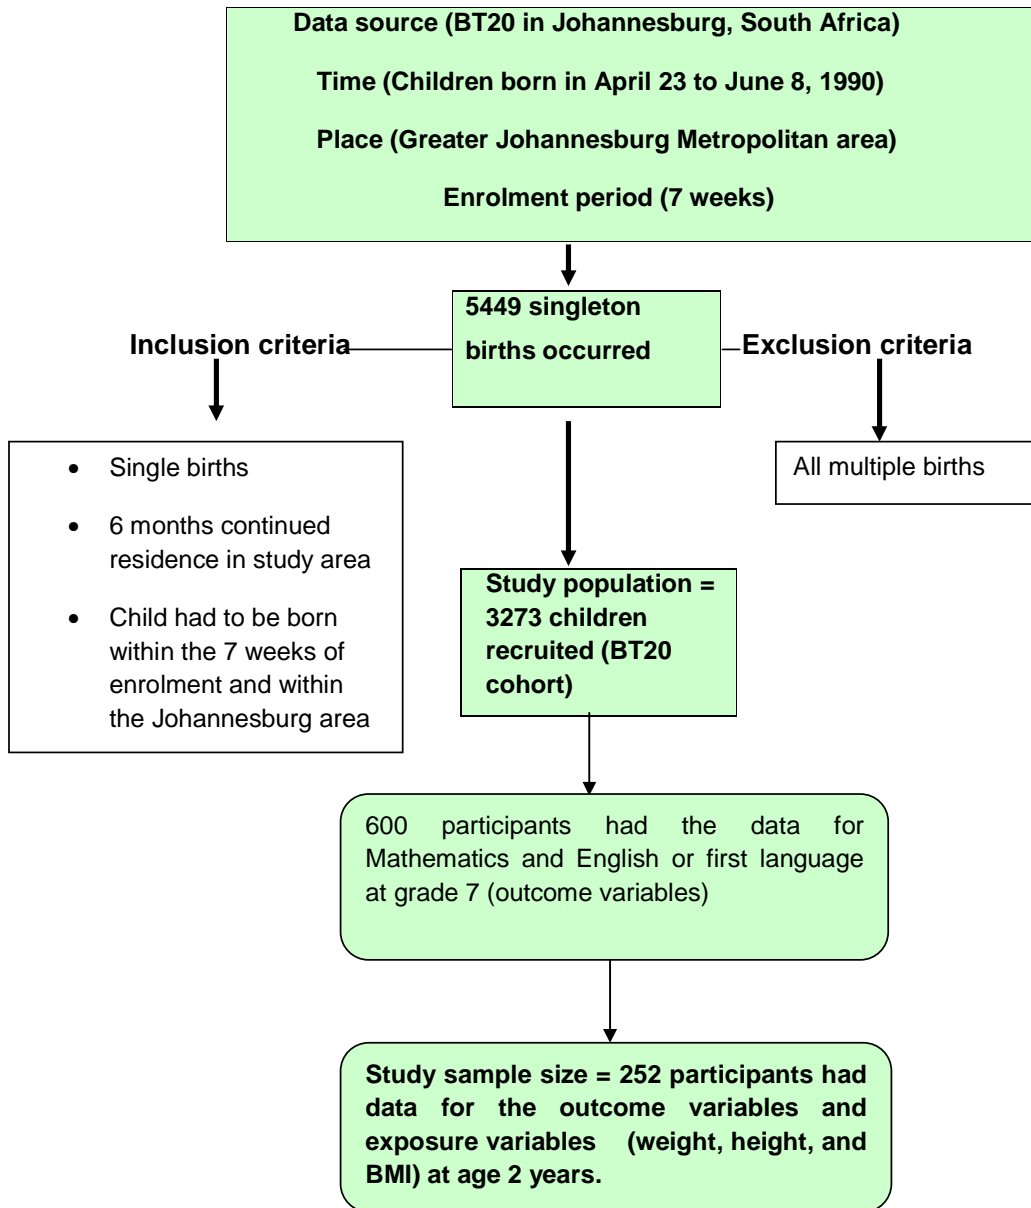 Data source (BT20 in Johannesburg, South Africa)
Time (Children born in April 23 to June 8, 1990)
Place (Greater Johannesburg Metropolitan area)
Enrolment period (7 weeks)
5449 singleton
births occurred
Inclusion criteria
Exclusion criteria
• Single births
• 6 months continued
residence in study area
• Child had to be born
within the 7 weeks of
enrolment and within
the Johannesburg area
All multiple births
Study population =
3273 children
recruited (BT20
cohort)
600 participants had the data for
Mathematics and English or first language
at grade 7 (outcome variables)
Study sample size = 252 participants had
data for the outcome variables and
exposure variables (weight, height, and
BMI) at age 2 years.